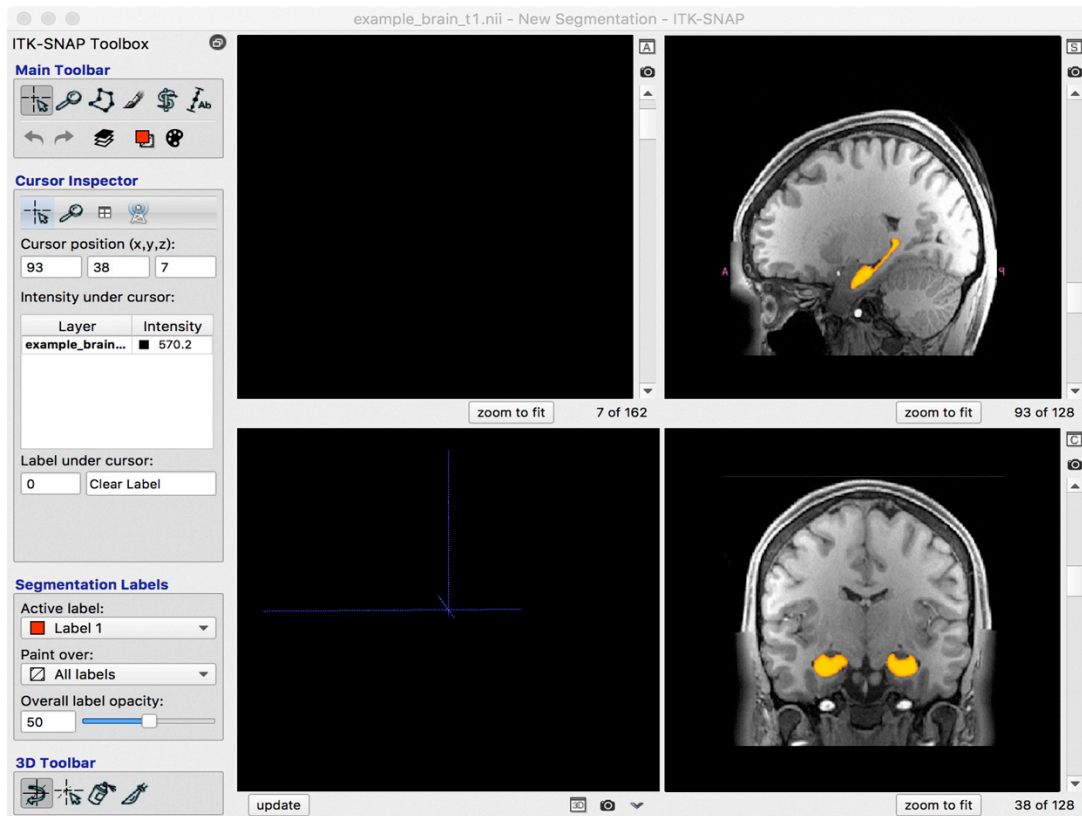 example_brain_t1.nii - New Segmentation - ITK-SNAP
ITK-SNAP Toolbox
Main Toolbar
Ab
Cursor Inspector
Cursor position (x,y,z):
93 38 7
Intensity under cursor:
Layer Intensity
example_brain... 570.2
Label under cursor:
0 Clear Label
Segmentation Labels
Active label:
Label 1
Paint over:
All labels
Overall label opacity:
50
3D Toolbar
A
zoom to fit 7 of 162
S
A P
zoom to fit 93 of 128
update 3D
C
zoom to fit 38 of 128